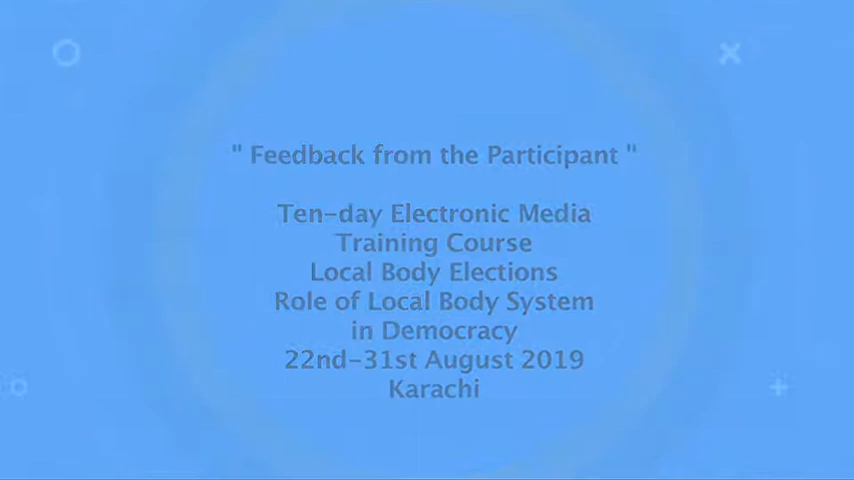 " Feedback from the Participant "
Ten-day Electronic Media
Training Course
Local Body Elections
Role of Local Body System
in Democracy
22nd-31st August 2019
Karachi